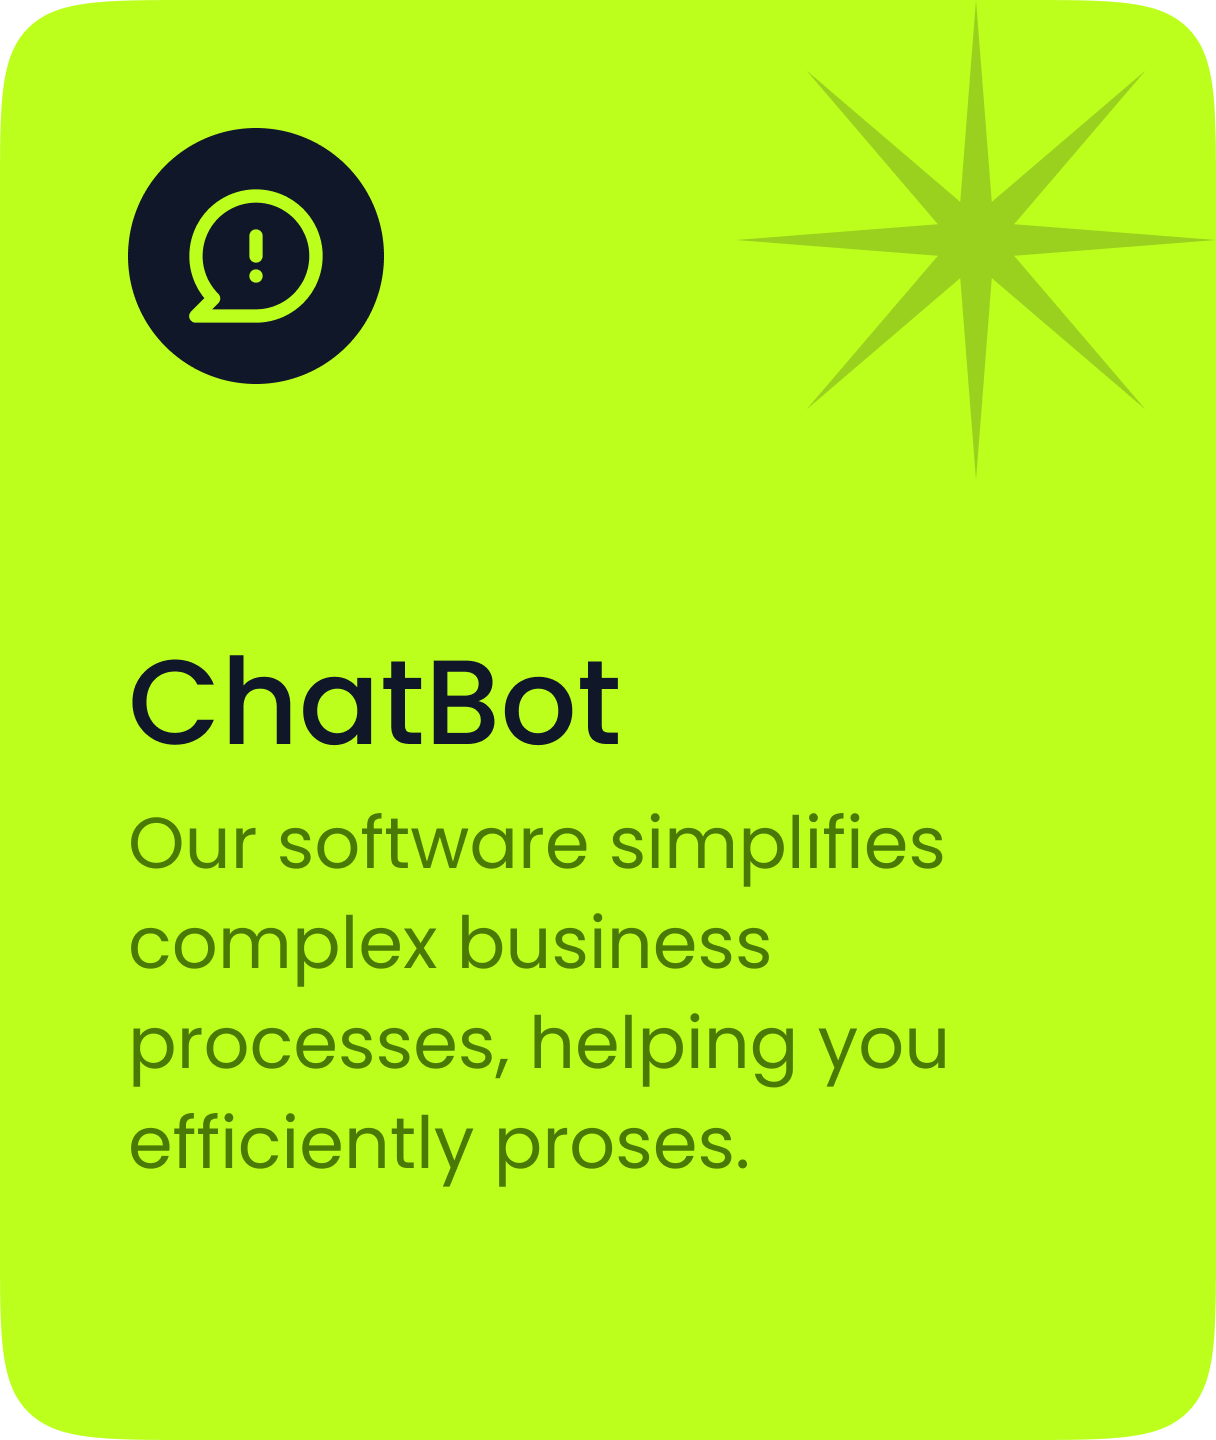 ChatBot
Our software simplifies
complex business
processes, helping you
efficiently proses.